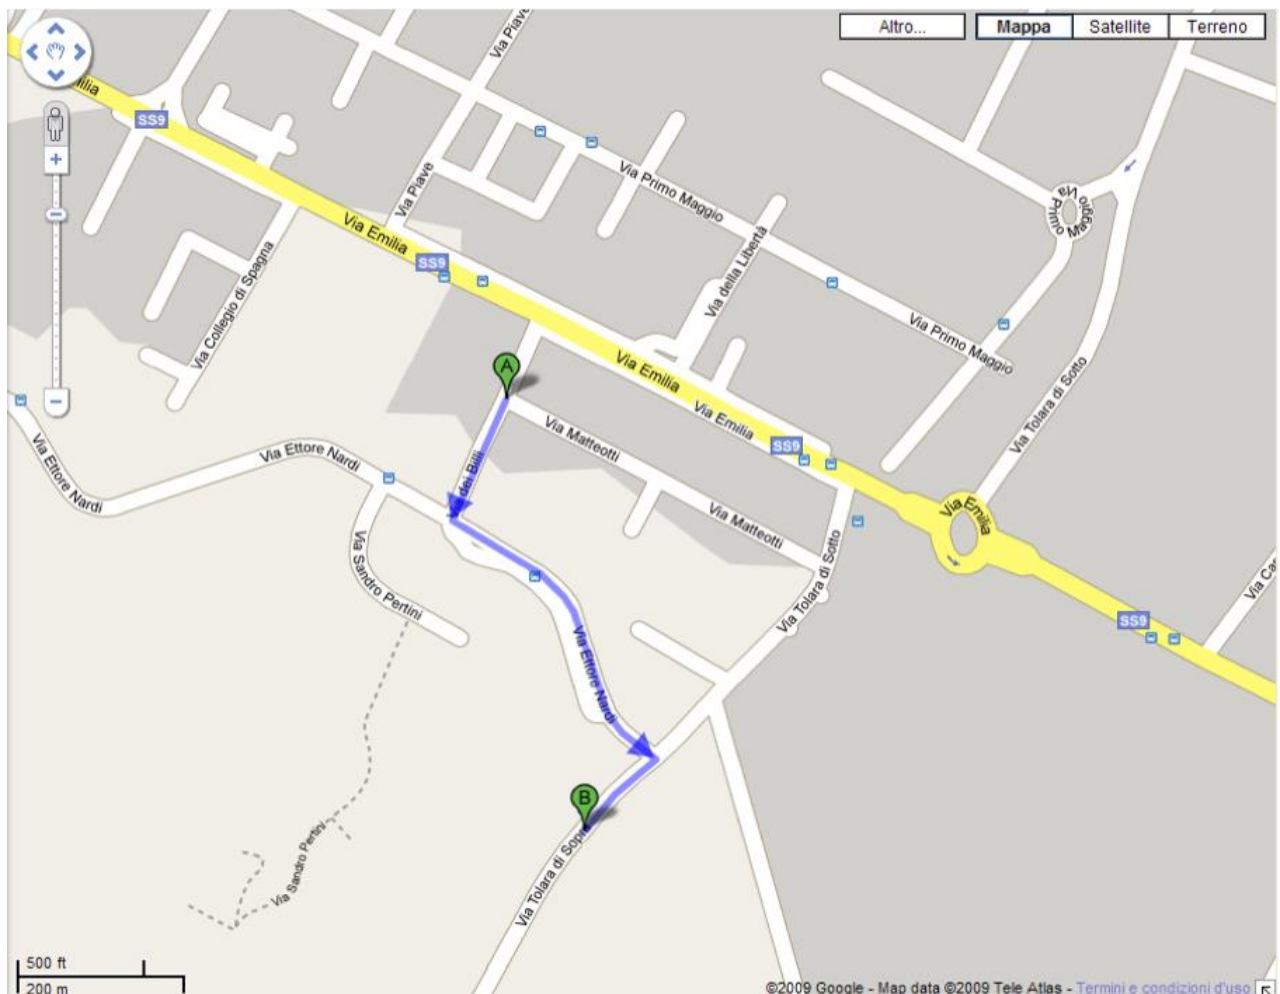 Altro...
Mappa
Satellite
Terreno
Via Piave
SS9
Via Primo Maggio
Via Primo Maggio
Via Piave
Via Emilia
SS9
Via della Libertà
Via Collegio di Spagna
Via Primo Maggio
A
Via Emilia
Via Emilia
Via Tolara di Sotto
SS9
Via Matteotti
Via Ettore Nardi
Via Ettore Nardi
dei Billi
Via Emilia
Via Matteotti
Via Sandro Pertini
Via Tolara di Sotto
SS9
Via Ettore Nardi
B
Via Sandro Pertini
Via Tolara di Sopra
500 ft
200 m
©2009 Google - Map data ©2009 Tele Atlas - Termini e condizioni d'uso